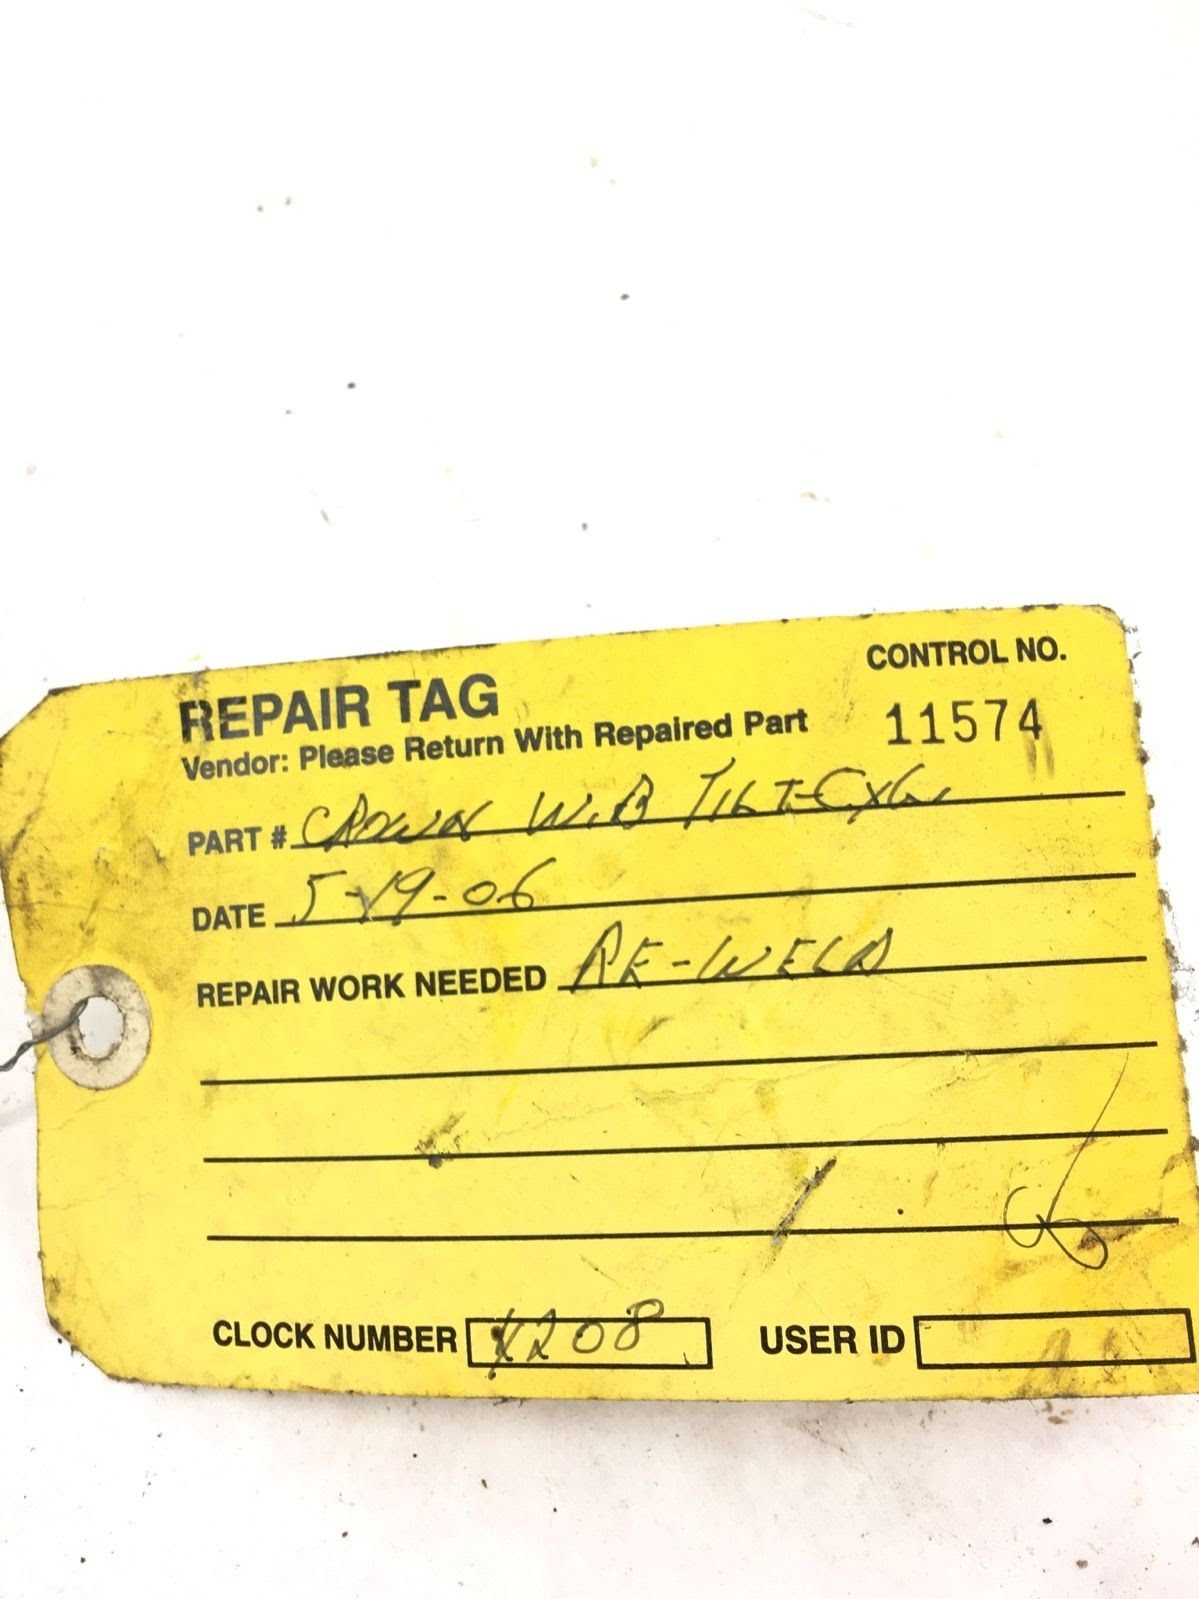 REPAIR TAG
CONTROL NO.
Vendor: Please Return With Repaired Part
11574
PART # CROWN W.B TILT-CYL.
DATE 5-19-06
REPAIR WORK NEEDED RE-WELD
CLOCK NUMBER 4208
USER ID